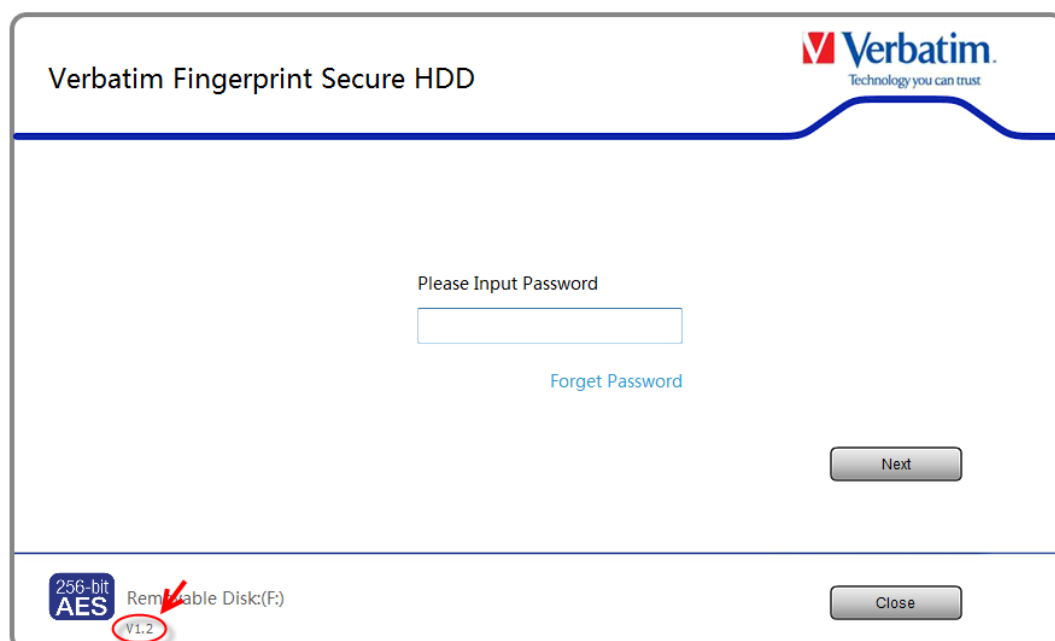 Verbatim Fingerprint Secure HDD
Verbatim.
Technology you can trust
Please Input Password
Forget Password
Next
256-bit
AES
Removable Disk:(F:)
V1.2
Close